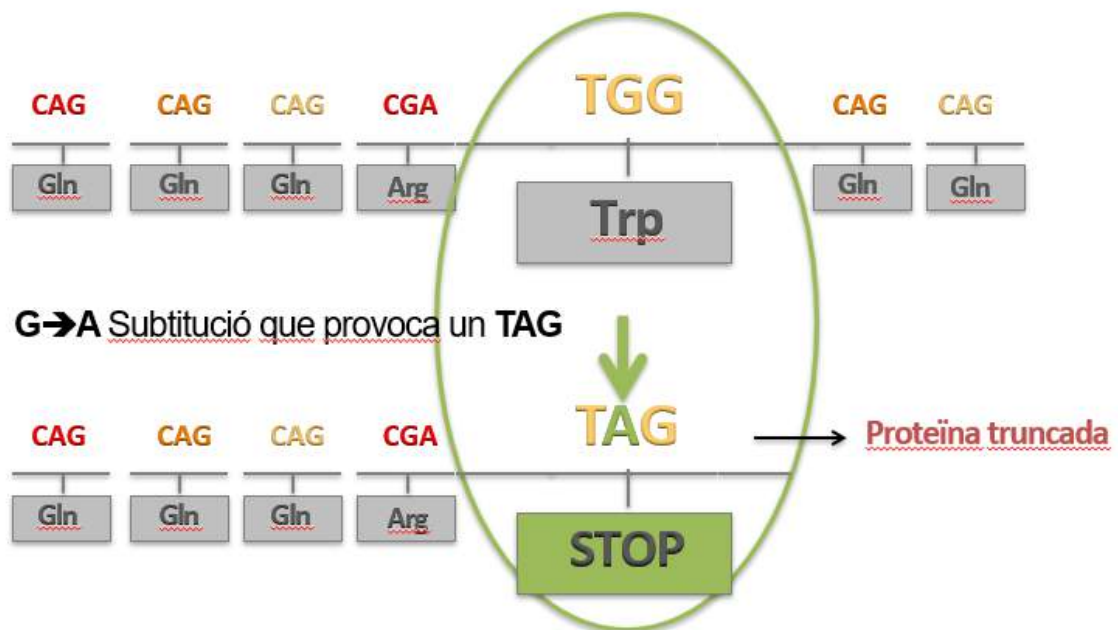 CAG CAG CAG CGA TGG CAG CAG
Gln Gln Gln Arg Trp Gln Gln
G➔A Subtitució que provoca un TAG
CAG CAG CAG CGA TAG Proteïna truncada
Gln Gln Gln Arg STOP